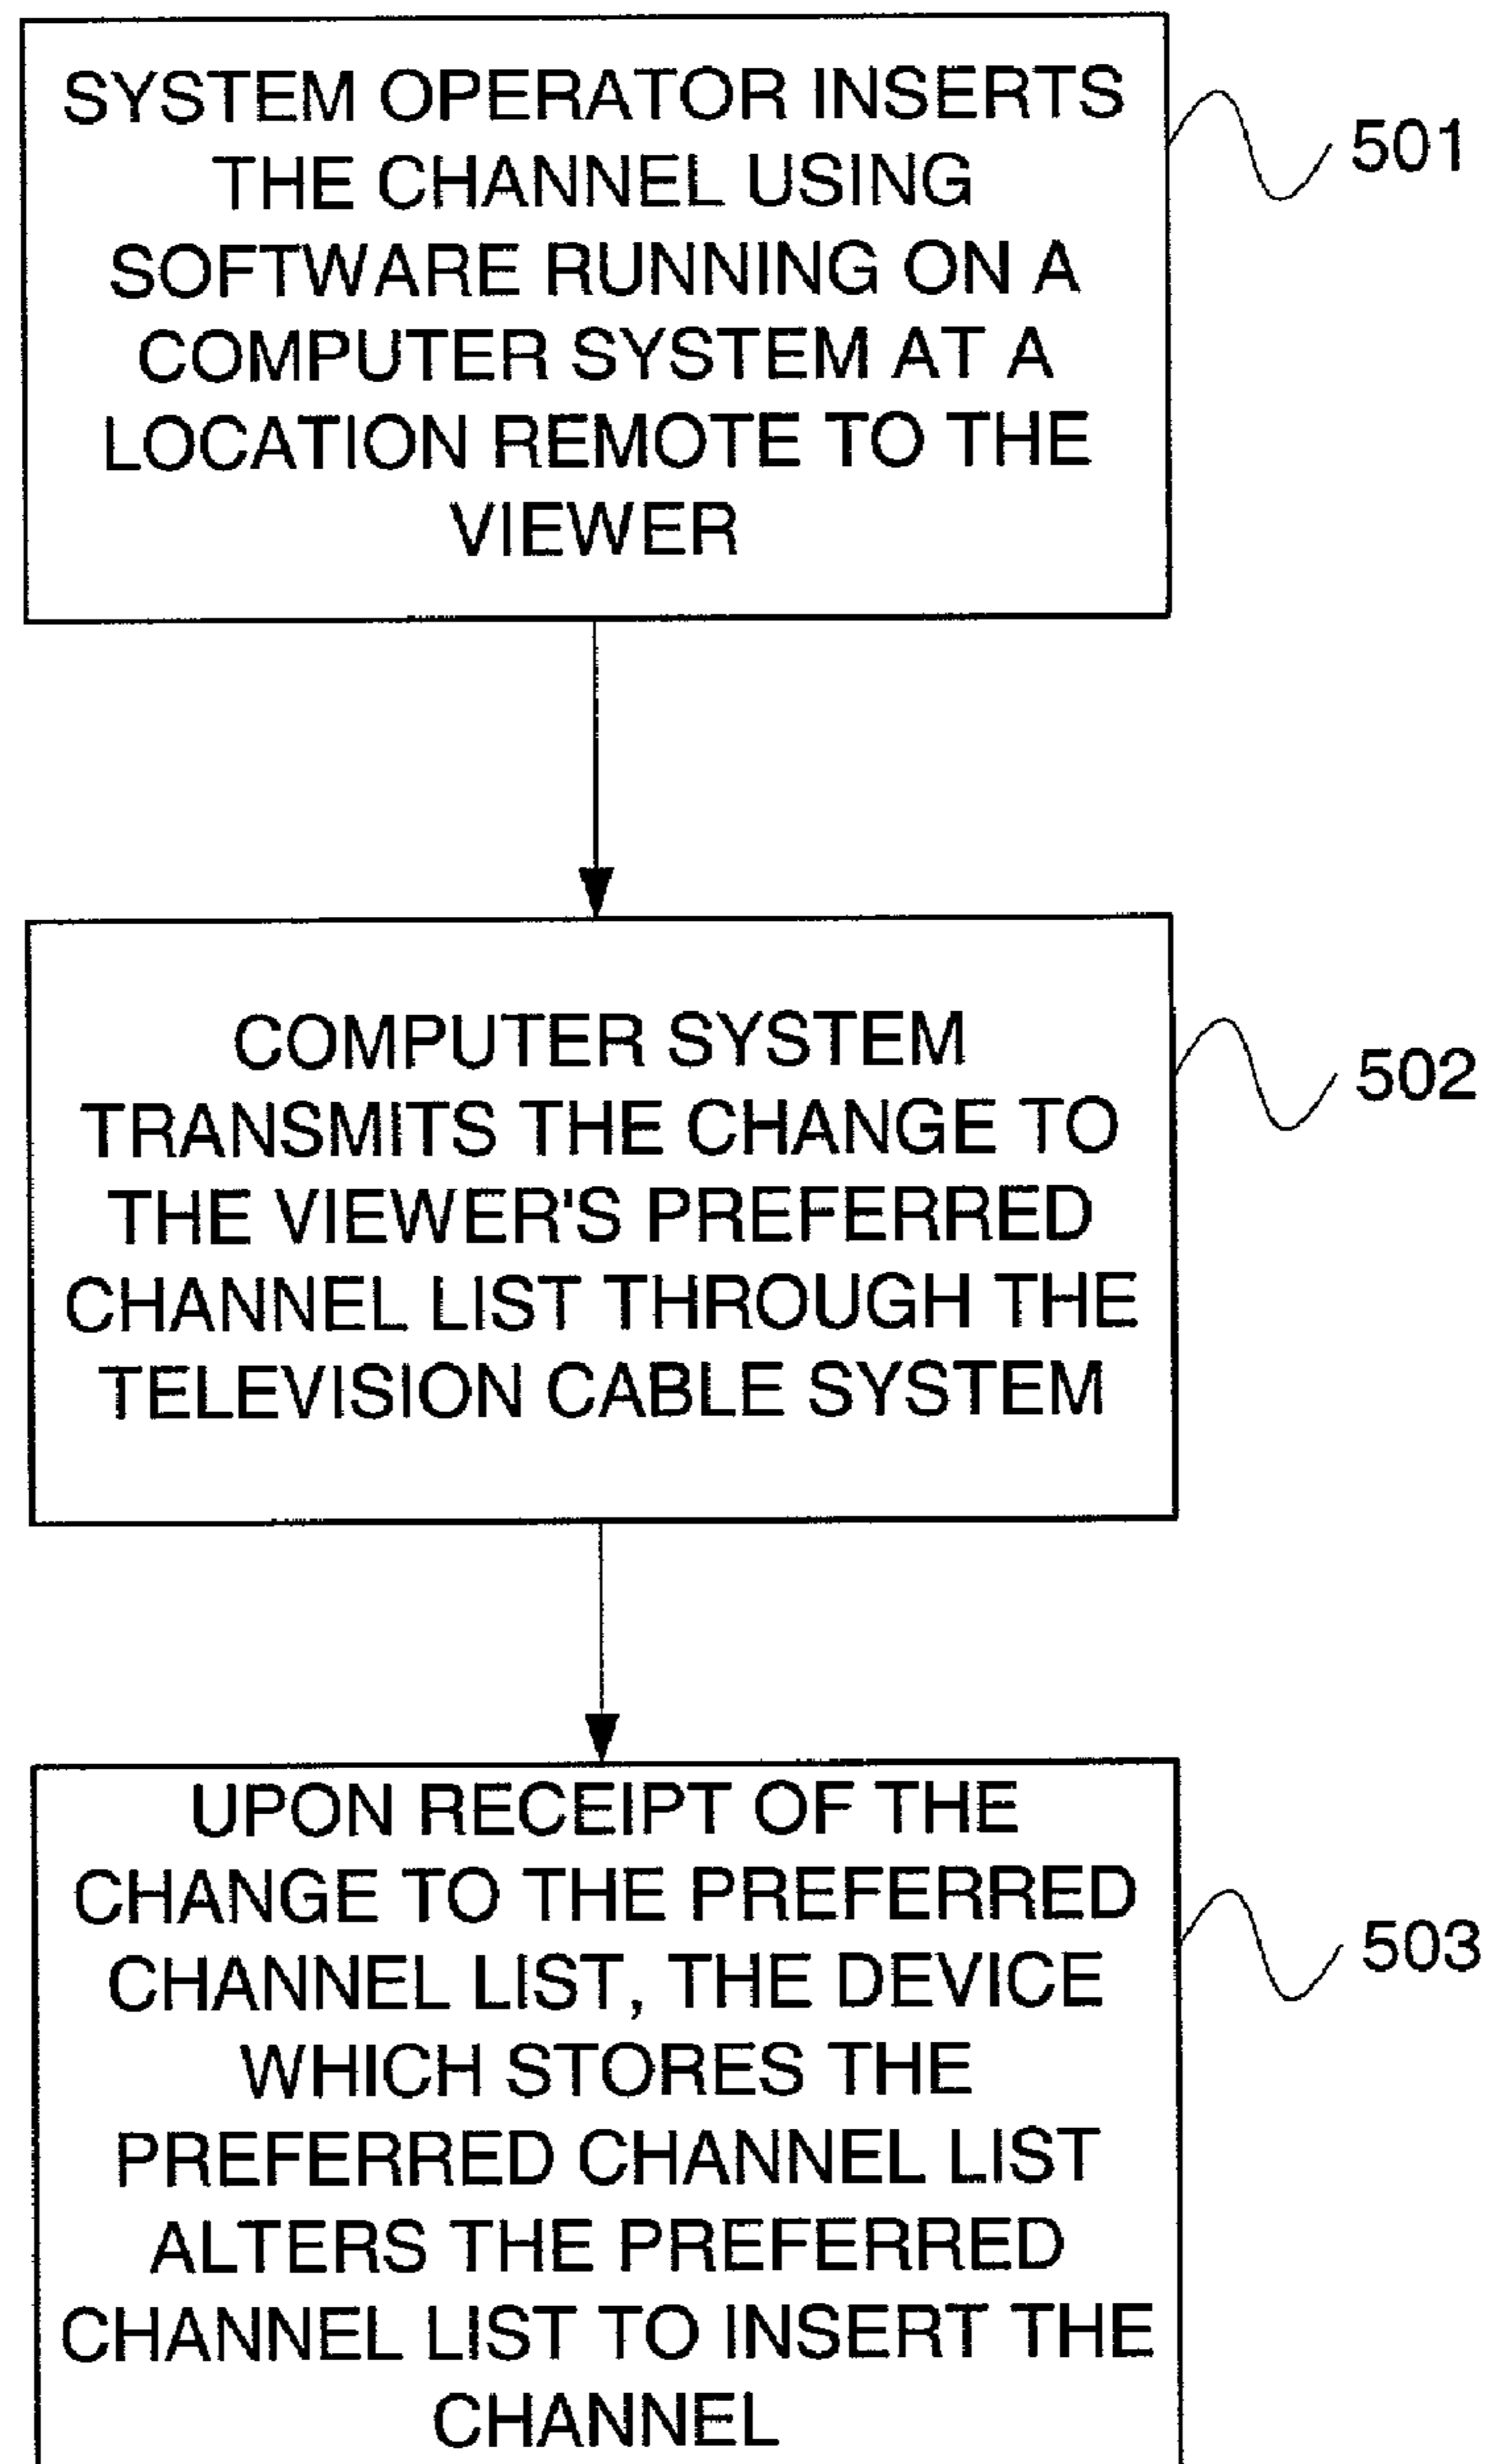 SYSTEM OPERATOR INSERTS
THE CHANNEL USING
SOFTWARE RUNNING ON A
COMPUTER SYSTEM AT A
LOCATION REMOTE TO THE
VIEWER
501
COMPUTER SYSTEM
TRANSMITS THE CHANGE TO
THE VIEWER'S PREFERRED
CHANNEL LIST THROUGH THE
TELEVISION CABLE SYSTEM
502
UPON RECEIPT OF THE
CHANGE TO THE PREFERRED
CHANNEL LIST, THE DEVICE
WHICH STORES THE
PREFERRED CHANNEL LIST
ALTERS THE PREFERRED
CHANNEL LIST TO INSERT THE
CHANNEL
503